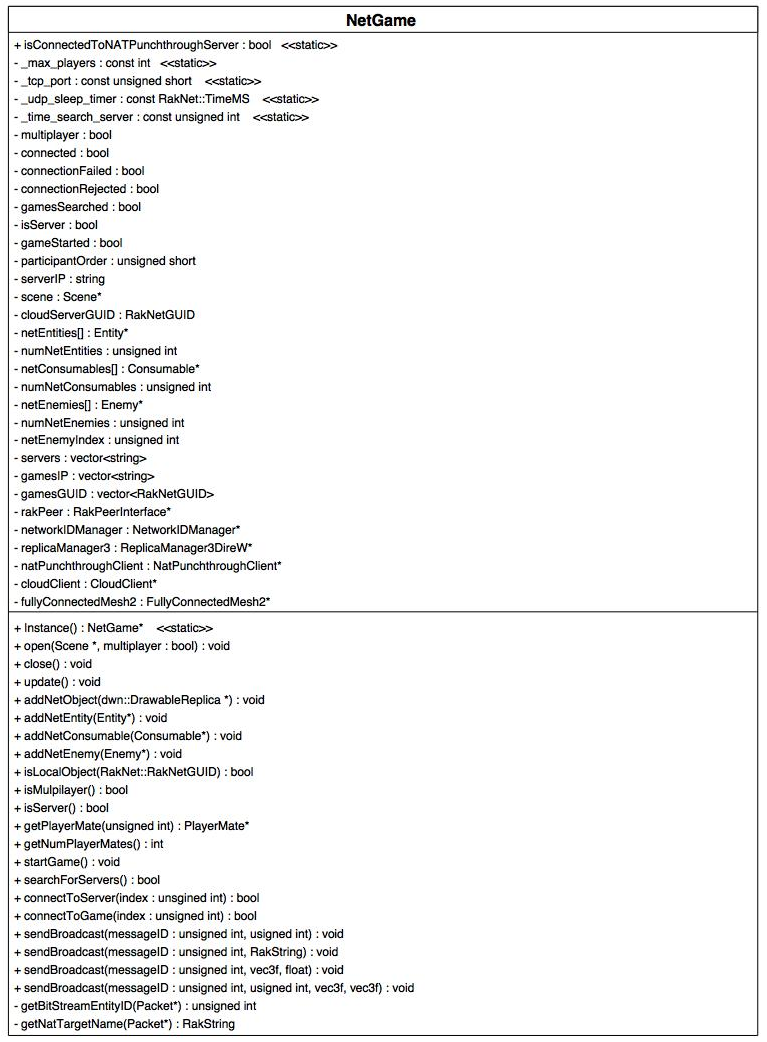 NetGame
+ isConnectedToNATPunchthroughServer : bool <<static>>
- _max_players : const int <<static>>
- _tcp_port : const unsigned short <<static>>
- _udp_sleep_timer : const RakNet::TimeMS <<static>>
- _time_search_server : const unsigned int <<static>>
- multiplayer : bool
- connected : bool
- connectionFailed : bool
- connectionRejected : bool
- gamesSearched : bool
- isServer : bool
- gameStarted : bool
- participantOrder : unsigned short
- serverIP : string
- scene : Scene*
- cloudServerGUID : RakNetGUID
- netEntities[] : Entity*
- numNetEntities : unsigned int
- netConsumables[] : Consumable*
- numNetConsumables : unsigned int
- netEnemies[] : Enemy*
- numNetEnemies : unsigned int
- netEnemyIndex : unsigned int
- servers : vector<string>
- gamesIP : vector<string>
- gamesGUID : vector<RakNetGUID>
- rakPeer : RakPeerInterface*
- networkIDManager : NetworkIDManager*
- replicaManager3 : ReplicaManager3DireW*
- natPunchthroughClient : NatPunchthroughClient*
- cloudClient : CloudClient*
- fullyConnectedMesh2 : FullyConnectedMesh2*
+ Instance() : NetGame* <<static>>
+ open(Scene *, multiplayer : bool) : void
+ close() : void
+ update() : void
+ addNetObject(dwn::DrawableReplica *) : void
+ addNetEntity(Entity*) : void
+ addNetConsumable(Consumable*) : void
+ addNetEnemy(Enemy*) : void
+ isLocalObject(RakNet::RakNetGUID) : bool
+ isMulpilayer() : bool
+ isServer() : bool
+ getPlayerMate(unsigned int) : PlayerMate*
+ getNumPlayerMates() : int
+ startGame() : void
+ searchForServers() : bool
+ connectToServer(index : unsgined int) : bool
+ connectToGame(index : unsigned int) : bool
+ sendBroadcast(messageID : unsigned int, usigned int) : void
+ sendBroadcast(messageID : unsigned int, RakString) : void
+ sendBroadcast(messageID : unsigned int, vec3f, float) : void
+ sendBroadcast(messageID : unsigned int, usigned int, vec3f, vec3f) : void
- getBitStreamEntityID(Packet*) : unsigned int
- getNatTargetName(Packet*) : RakString